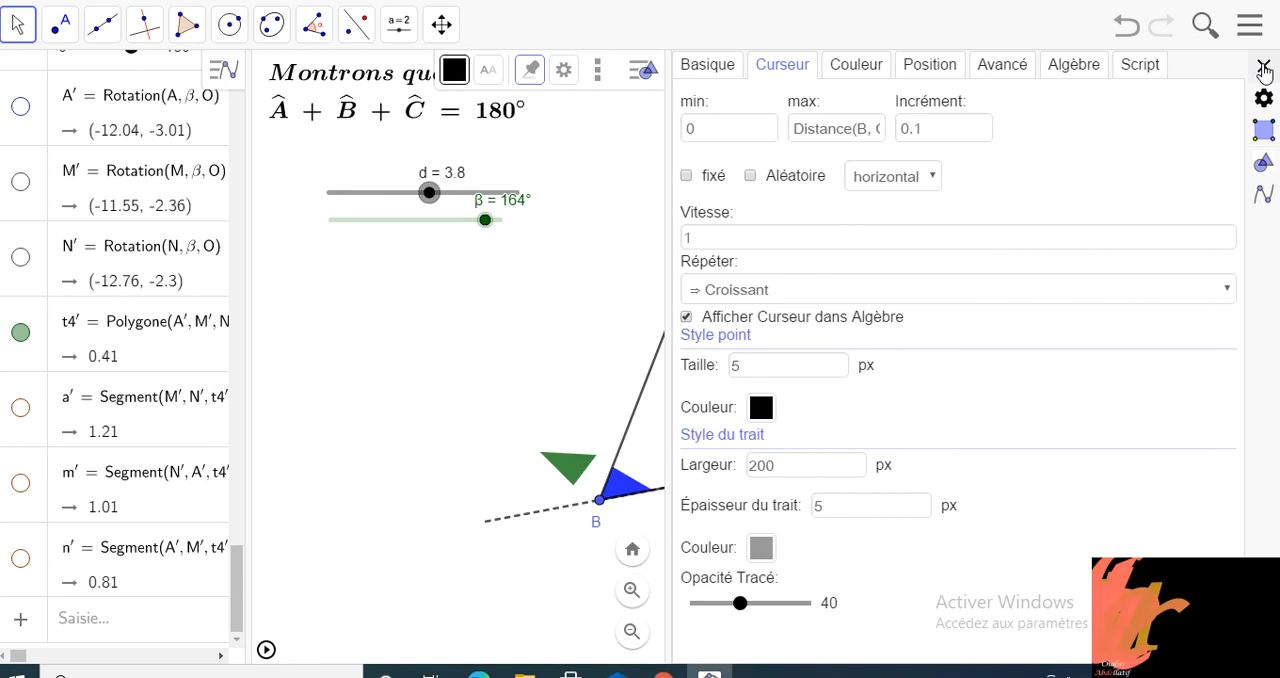 A
α
a=2
Montrons que
Â + B̂ + Ĉ = 180°
AA
d = 3.8
β = 164°
B
A′ = Rotation(A, β, O)
→ (-12.04, -3.01)
M′ = Rotation(M, β, O)
→ (-11.55, -2.36)
N′ = Rotation(N, β, O)
→ (-12.76, -2.3)
t4′ = Polygone(A′, M′, N
→ 0.41
a′ = Segment(M′, N′, t4′
→ 1.21
m′ = Segment(N′, A′, t4′
→ 1.01
n′ = Segment(A′, M′, t4′
→ 0.81
+ Saisie...
Basique Curseur Couleur Position Avancé Algèbre Script
min: max: Incrément:
0 Distance(B, 0.1
fixé Aléatoire horizontal
Vitesse:
1
Répéter:
⇒ Croissant
Afficher Curseur dans Algèbre
Style point
Taille: 5 px
Couleur:
Style du trait
Largeur: 200 px
Épaisseur du trait: 5 px
Couleur:
Opacité Tracé:
40
Activer Windows
Accédez aux paramètres